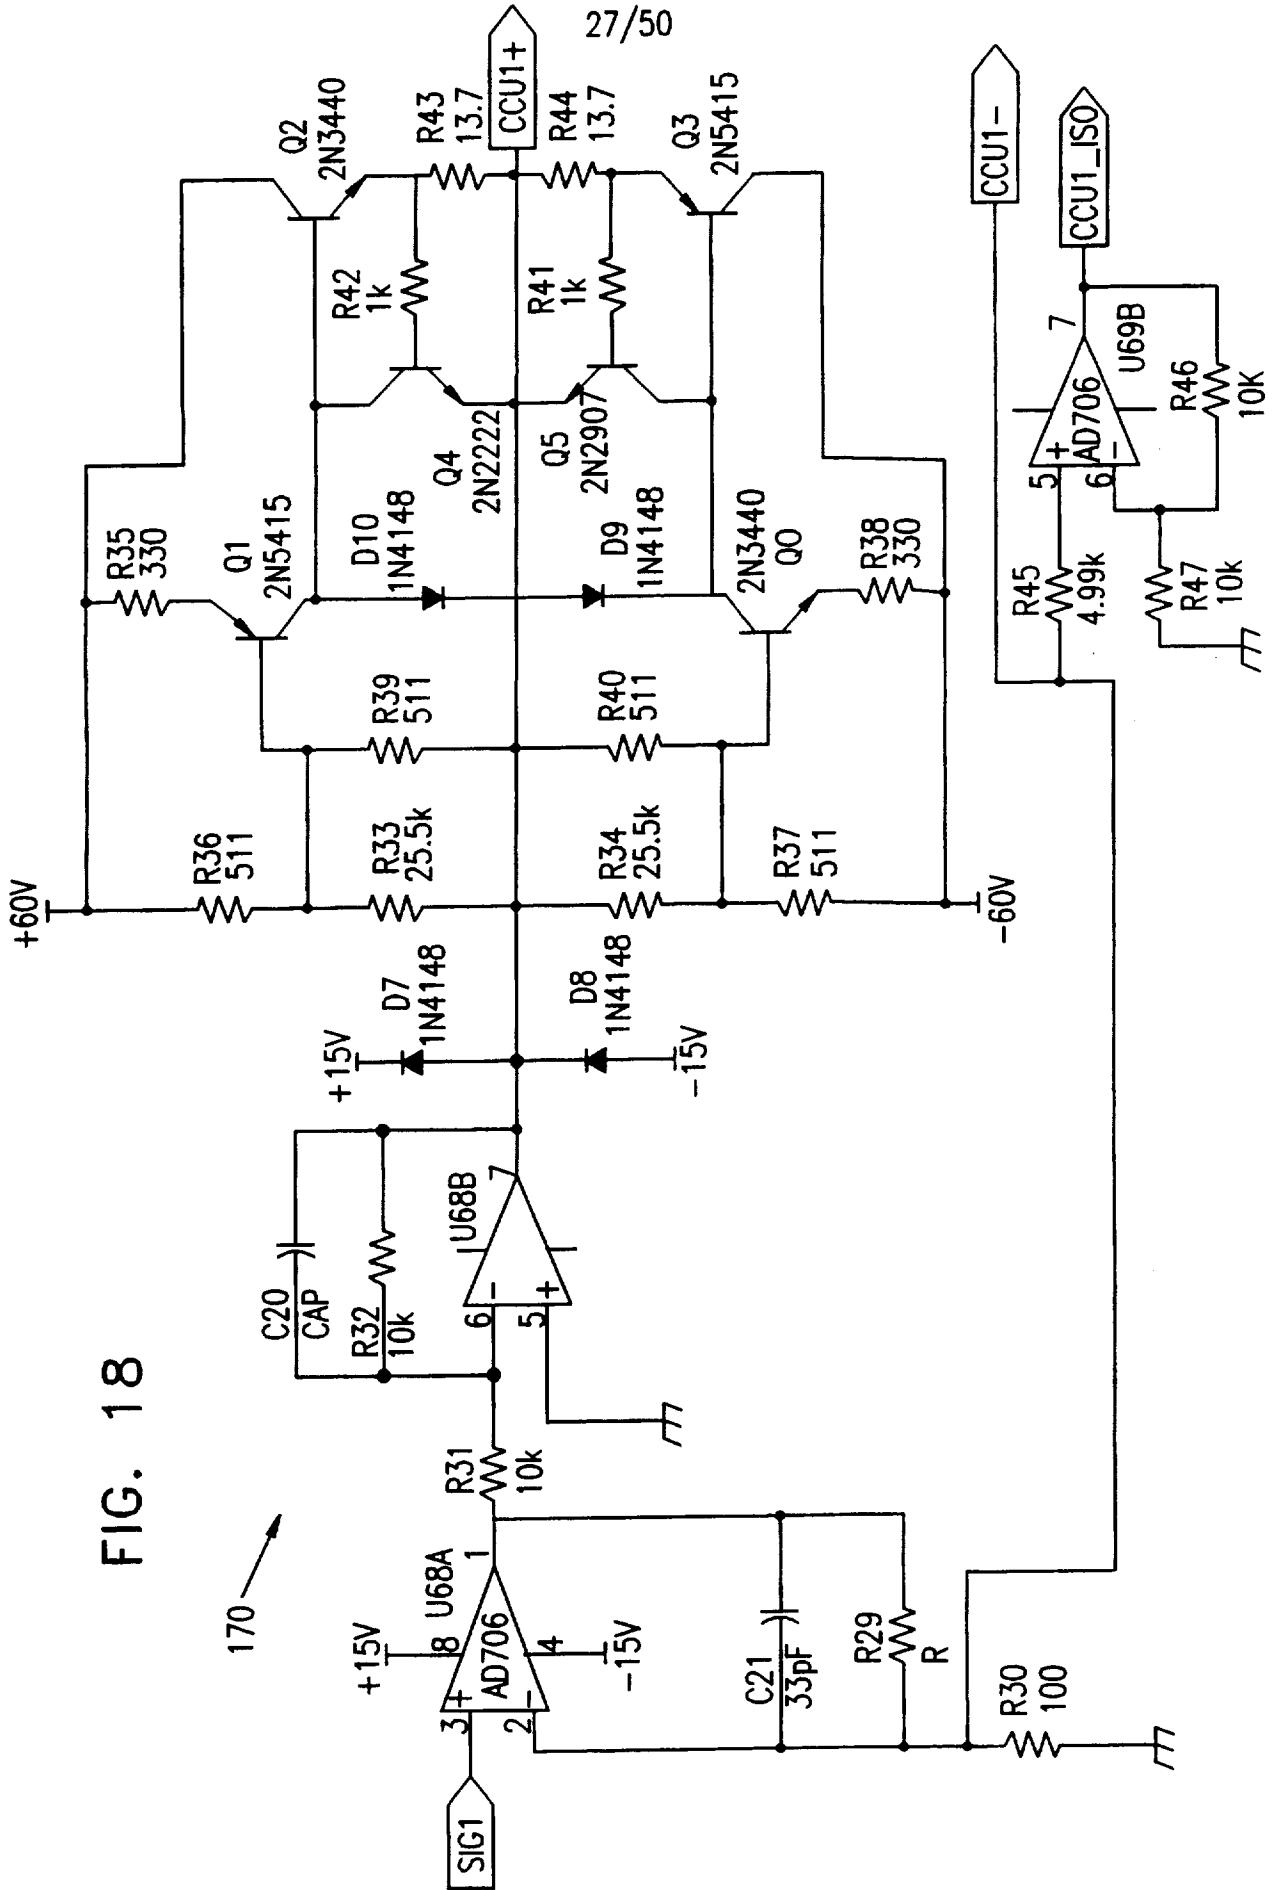 27/50
FIG. 18
170
SIG1
3
2
+
-
AD706
U68A
8
4
1
+15V
-15V
C21
33pF
R29
R
R30
100
R31
10k
C20
CAP
R32
10k
U68B
6
5
-
+
7
+15V
D7
1N4148
D8
1N4148
-15V
+60V
R36
511
R33
25.5k
R34
25.5k
R37
511
-60V
R39
511
R40
511
R35
330
Q1
2N5415
D10
1N4148
D9
1N4148
2N3440
Q0
R38
330
Q4
2N2222
Q5
2N2907
R42
1k
R41
1k
Q2
2N3440
R43
13.7
CCU1+
R44
13.7
Q3
2N5415
CCU1-
CCU1_ISO
R45
4.99k
R47
10k
5
6
+
-
AD706
7
U69B
R46
10K